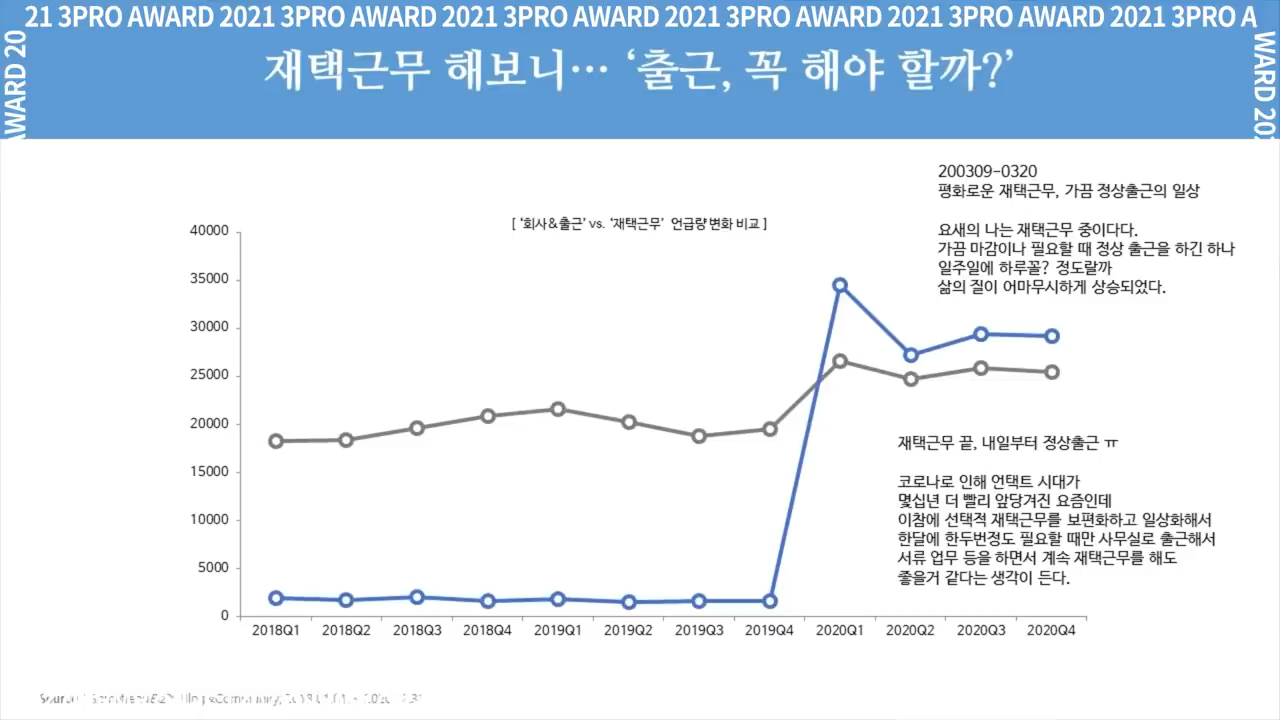 21 3PRO AWARD 2021 3PRO AWARD 2021 3PRO AWARD 2021 3PRO AWARD 2021 3PRO AWARD 2021 3PRO A
AWARD 20
WARD 202
재택근무 해보니… ‘출근, 꼭 해야 할까?’
200309-0320
평화로운 재택근무, 가끔 정상출근의 일상
요새의 나는 재택근무 중이다다.
가끔 마감이나 필요할 때 정상 출근을 하긴 하나
일주일에 하루꼴? 정도랄까
삶의 질이 어마무시하게 상승되었다.
[ ‘회사&출근’ vs. ‘재택근무’ 언급량 변화 비교 ]
40000
35000
30000
25000
20000
15000
10000
5000
0
2018Q1 2018Q2 2018Q3 2018Q4 2019Q1 2019Q2 2019Q3 2019Q4 2020Q1 2020Q2 2020Q3 2020Q4
재택근무 끝, 내일부터 정상출근 ㅠ
코로나로 인해 언택트 시대가
몇십년 더 빨리 앞당겨진 요즘인데
이참에 선택적 재택근무를 보편화하고 일상화해서
한달에 한두번정도 필요할 때만 사무실로 출근해서
서류 업무 등을 하면서 계속 재택근무를 해도
좋을거 같다는 생각이 든다.